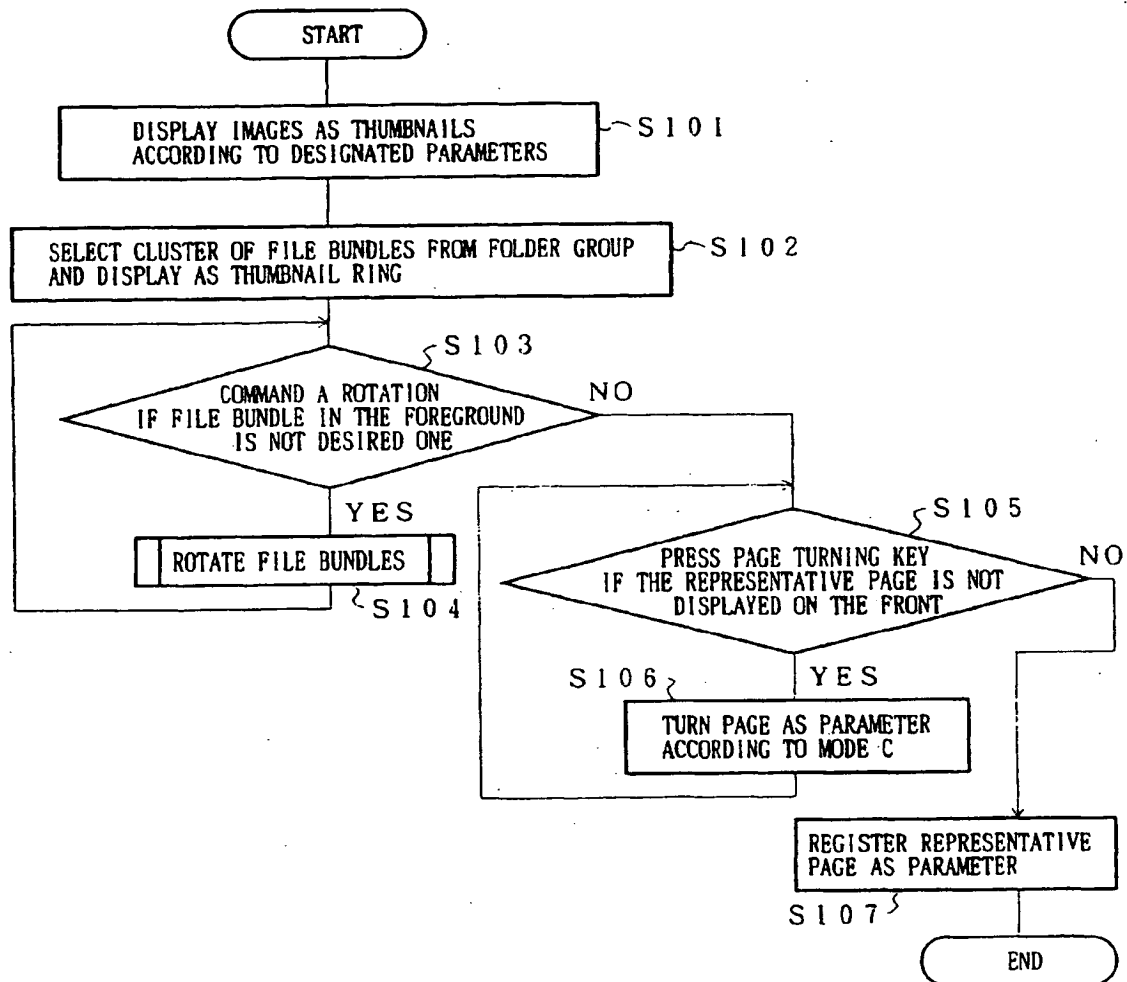 START
DISPLAY IMAGES AS THUMBNAILS
ACCORDING TO DESIGNATED PARAMETERS
S101
SELECT CLUSTER OF FILE BUNDLES FROM FOLDER GROUP
AND DISPLAY AS THUMBNAIL RING
S102
S103
COMMAND A ROTATION
IF FILE BUNDLE IN THE FOREGROUND
IS NOT DESIRED ONE
NO
YES
ROTATE FILE BUNDLES
S104
S105
PRESS PAGE TURNING KEY
IF THE REPRESENTATIVE PAGE IS NOT
DISPLAYED ON THE FRONT
NO
YES
S106
TURN PAGE AS PARAMETER
ACCORDING TO MODE C
REGISTER REPRESENTATIVE
PAGE AS PARAMETER
S107
END